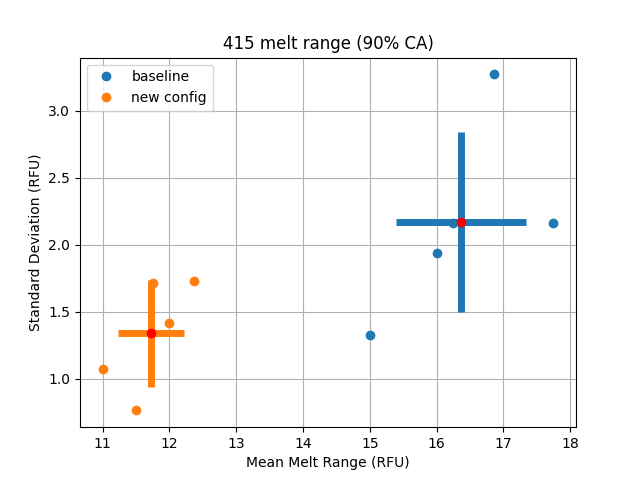 415 melt range (90% CA)
baseline
new config
3.0
2.5
2.0
1.5
1.0
Standard Deviation (RFU)
11 12 13 14 15 16 17 18
Mean Melt Range (RFU)